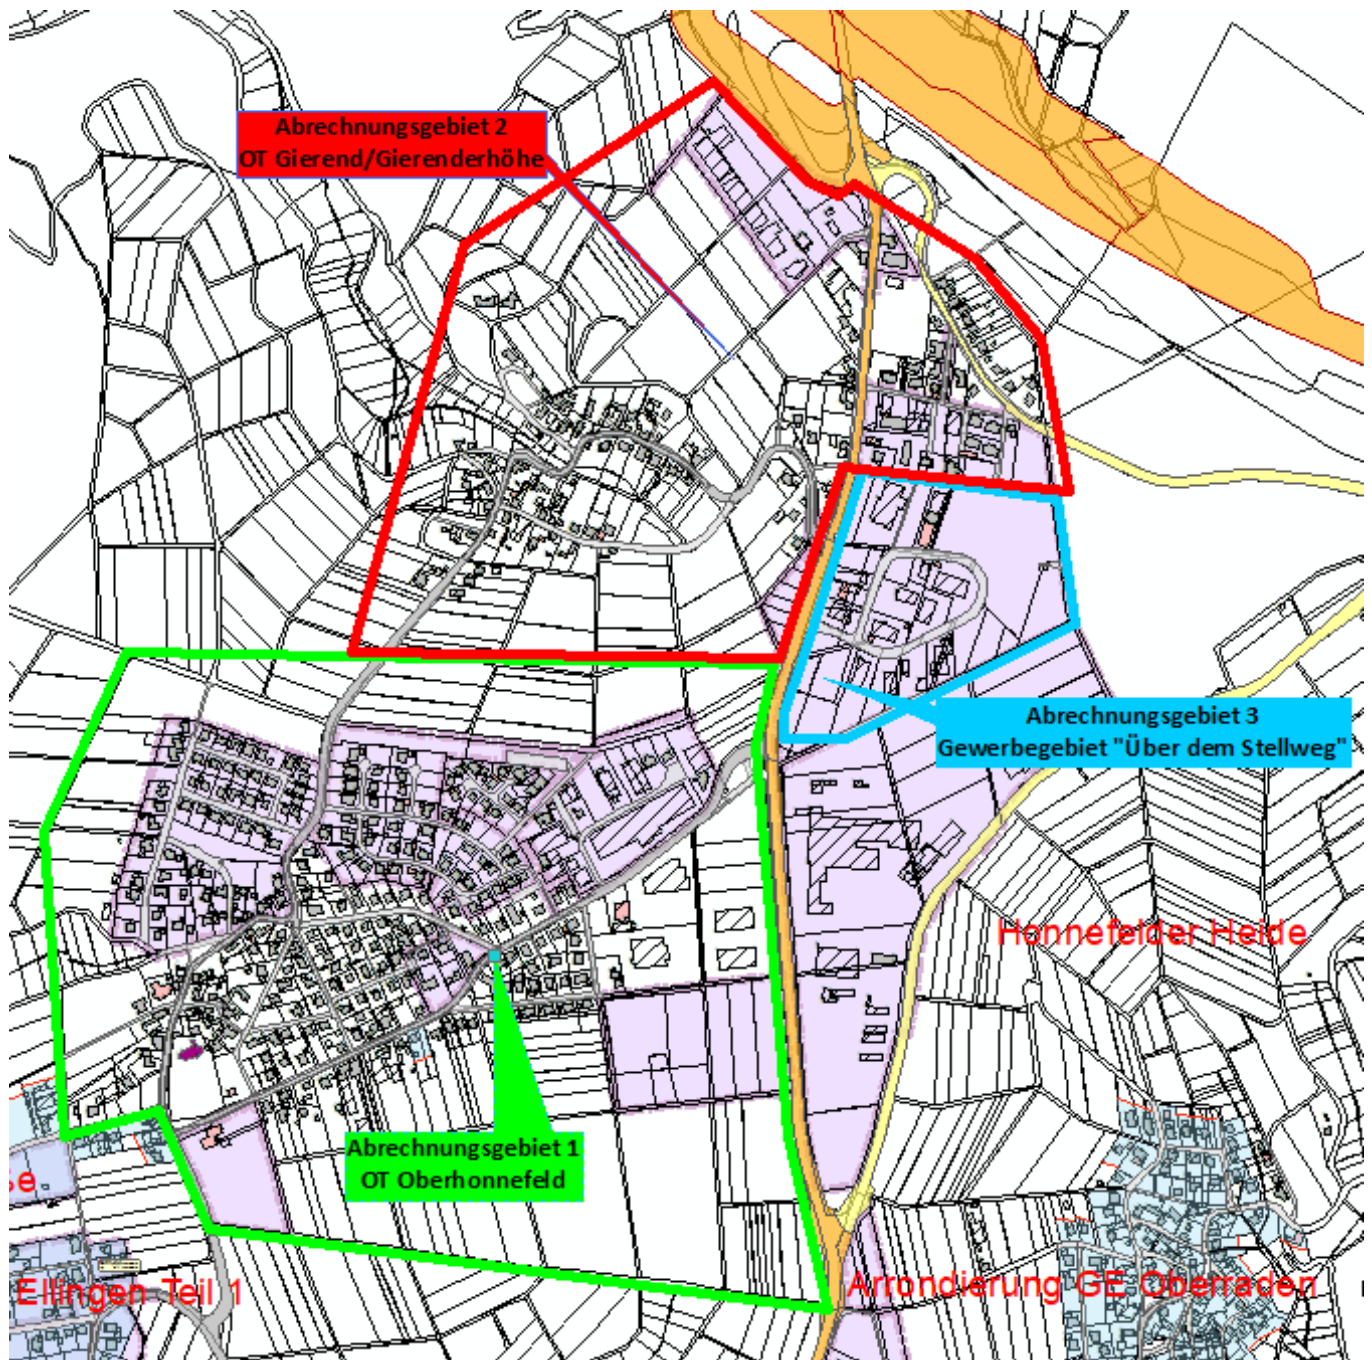 Abrechnungsgebiet 2
OT Gierend/Gierenderhöhe
Abrechnungsgebiet 3
Gewerbegebiet "Über dem Stellweg"
Honnefelder Heide
Abrechnungsgebiet 1
OT Oberhonnefeld
ße
Ellingen Teil 1
Arrondierung GE Oberraden